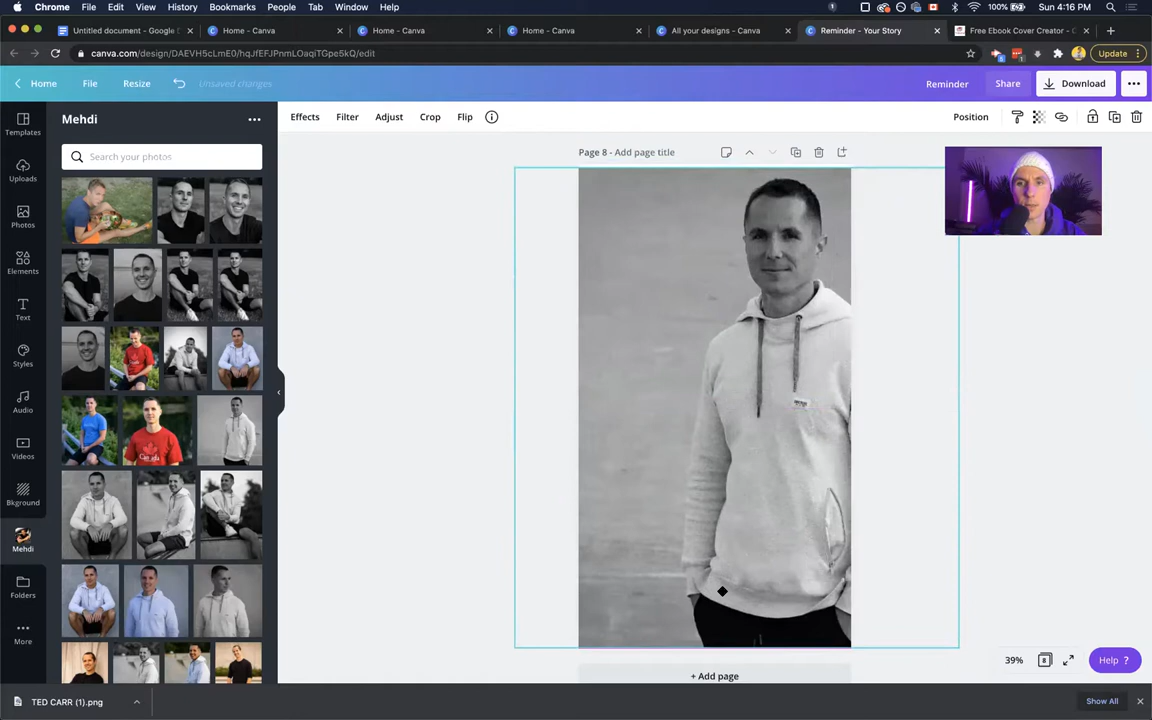 Chrome File Edit View History Bookmarks People Tab Window Help 100% Sun 4:16 PM
Untitled document - Google Home - Canva Home - Canva Home - Canva All your designs - Canva Reminder - Your Story Free Ebook Cover Creator - C
canva.com/design/DAEVH5cLmE0/hqJfEFJPnmLOaqiTGpe5kQ/edit Update
Home File Resize Unsaved changes Reminder Share Download
Templates
Uploads
Photos
Elements
Text
Styles
Audio
Videos
Bkground
Mehdi
Folders
More
Mehdi
Search your photos
Effects Filter Adjust Crop Flip Position
Page 8 - Add page title
Canada
+ Add page
39% 8 Help ?
TED CARR (1).png Show All